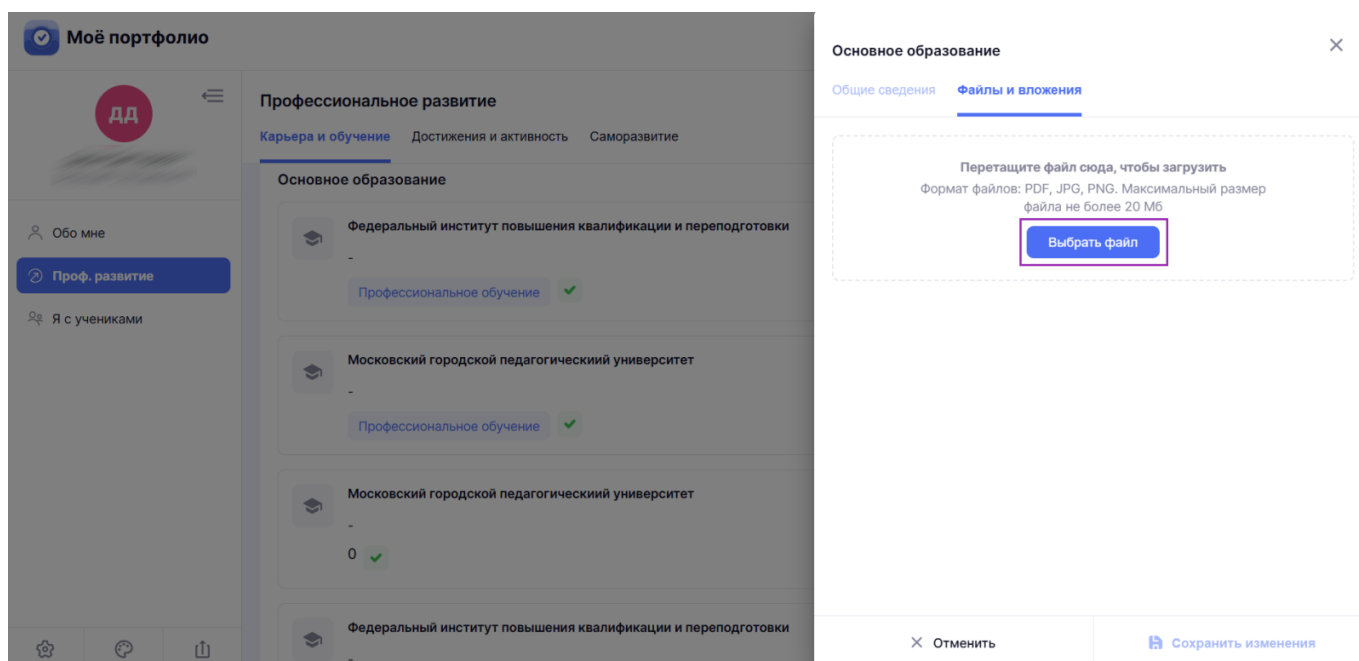 Моё портфолио
ДД
Обо мне
Проф. развитие
Я с учениками
Профессиональное развитие
Карьера и обучение Достижения и активность Саморазвитие
Основное образование
Федеральный институт повышения квалификации и переподготовки
-
Профессиональное обучение
Московский городской педагогическиий университет
-
Профессиональное обучение
Московский городской педагогическиий университет
-
0
Федеральный институт повышения квалификации и переподготовки
-
Основное образование
Общие сведения Файлы и вложения
Перетащите файл сюда, чтобы загрузить
Формат файлов: PDF, JPG, PNG. Максимальный размер
файла не более 20 Мб
Выбрать файл
Отменить Сохранить изменения